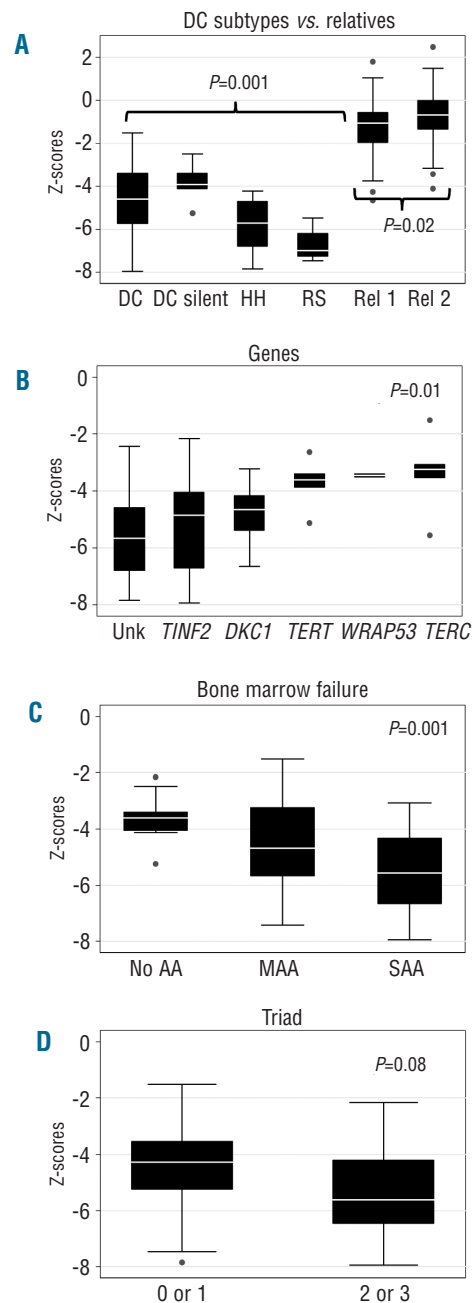 DC subtypes vs. relatives
A
2
0
-2
-4
-6
-8
Z-scores
P=0.001
P=0.02
DC DC silent HH RS Rel 1 Rel 2
Genes
B
0
-2
-4
-6
-8
Z-scores
P=0.01
Unk TINF2 DKC1 TERT WRAP53 TERC
Bone marrow failure
C
0
-2
-4
-6
-8
Z-scores
P=0.001
No AA MAA SAA
Triad
D
0
-2
-4
-6
-8
Z-scores
P=0.08
0 or 1 2 or 3